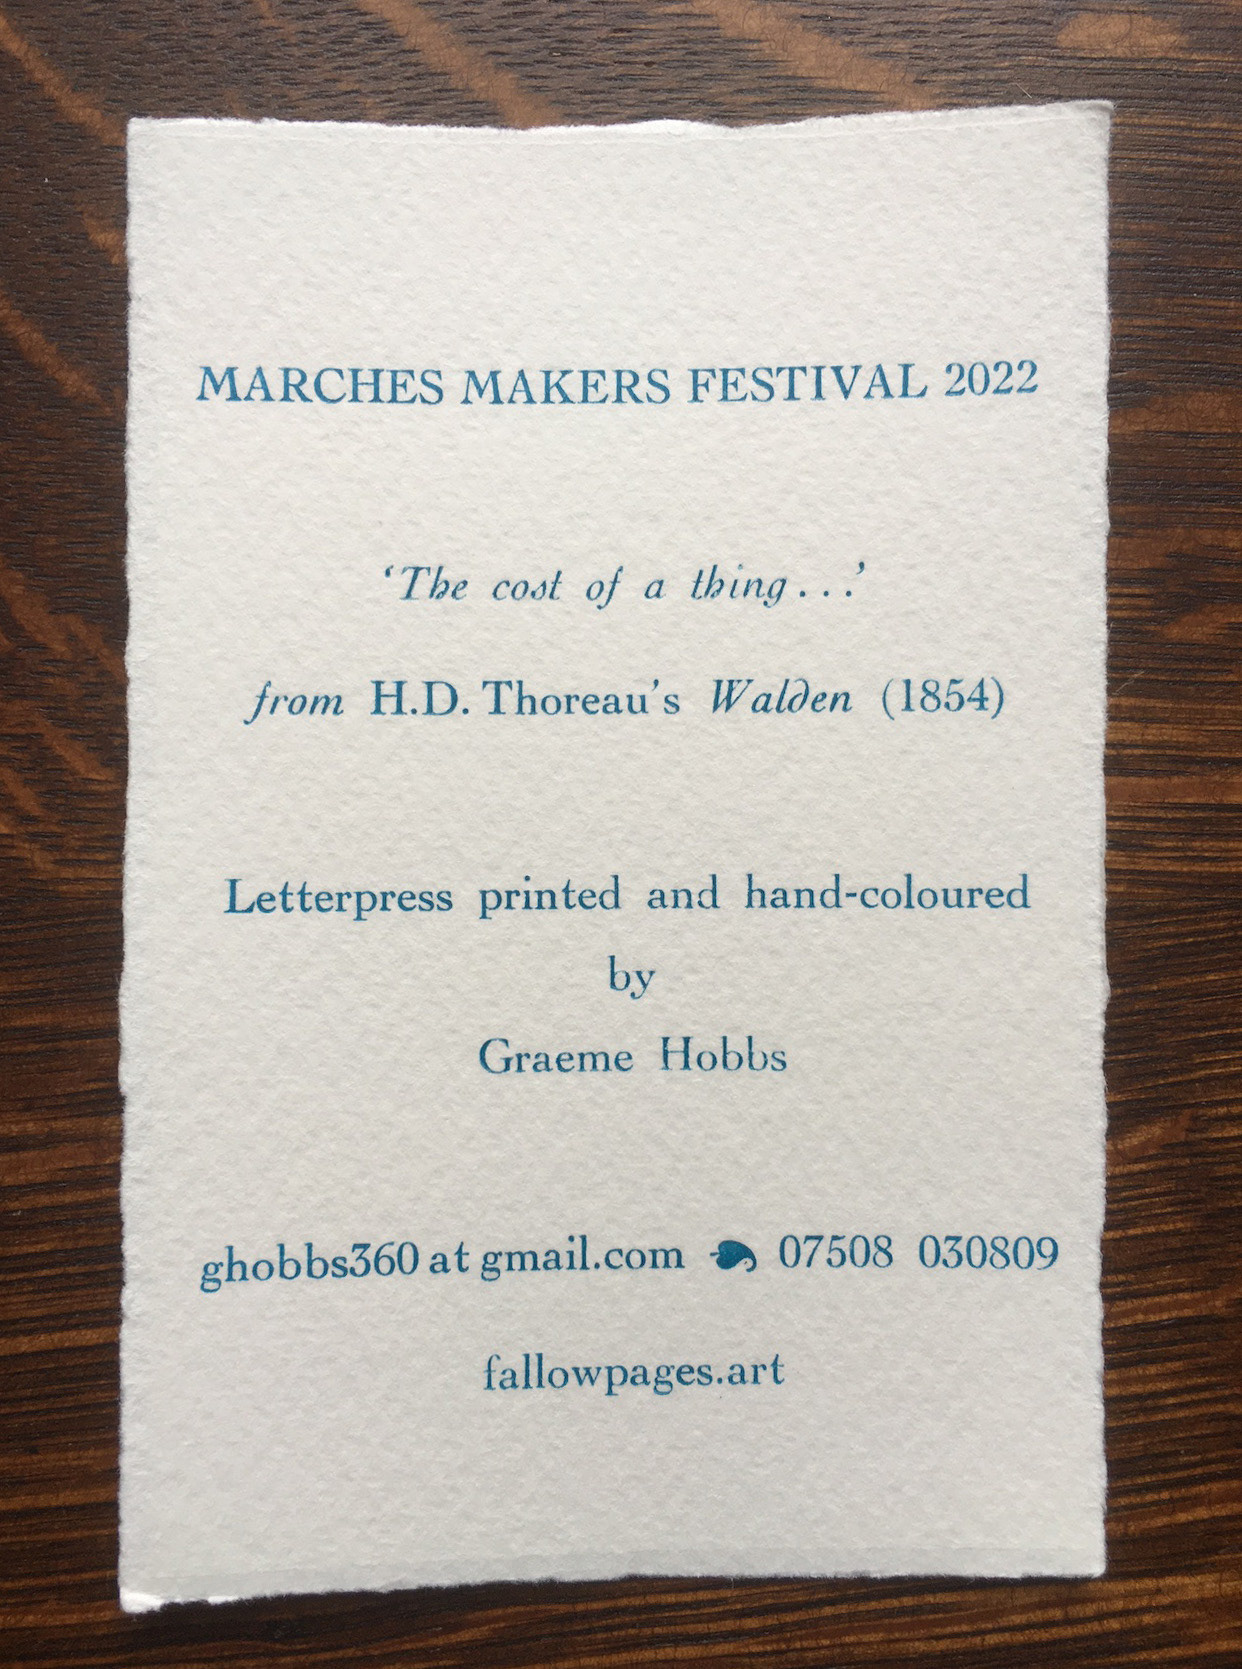 MARCHES MAKERS FESTIVAL 2022
‘The cost of a thing...’
from H.D. Thoreau’s Walden (1854)
Letterpress printed and hand-coloured
by
Graeme Hobbs
ghobbs360 at gmail.com ❧ 07508 030809
fallowpages.art